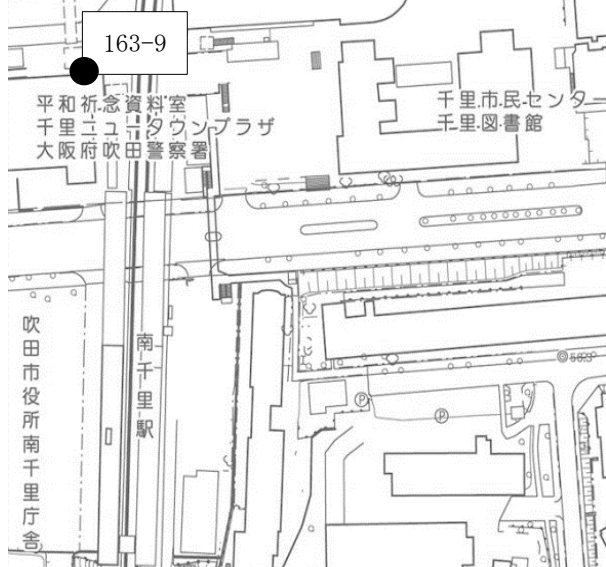 163-9
平和祈念資料室
千里ニュータウンプラザ
大阪府吹田警察署
千里市民センター
千里図書館
吹田市役所南千里庁舎
南千里駅
P
P